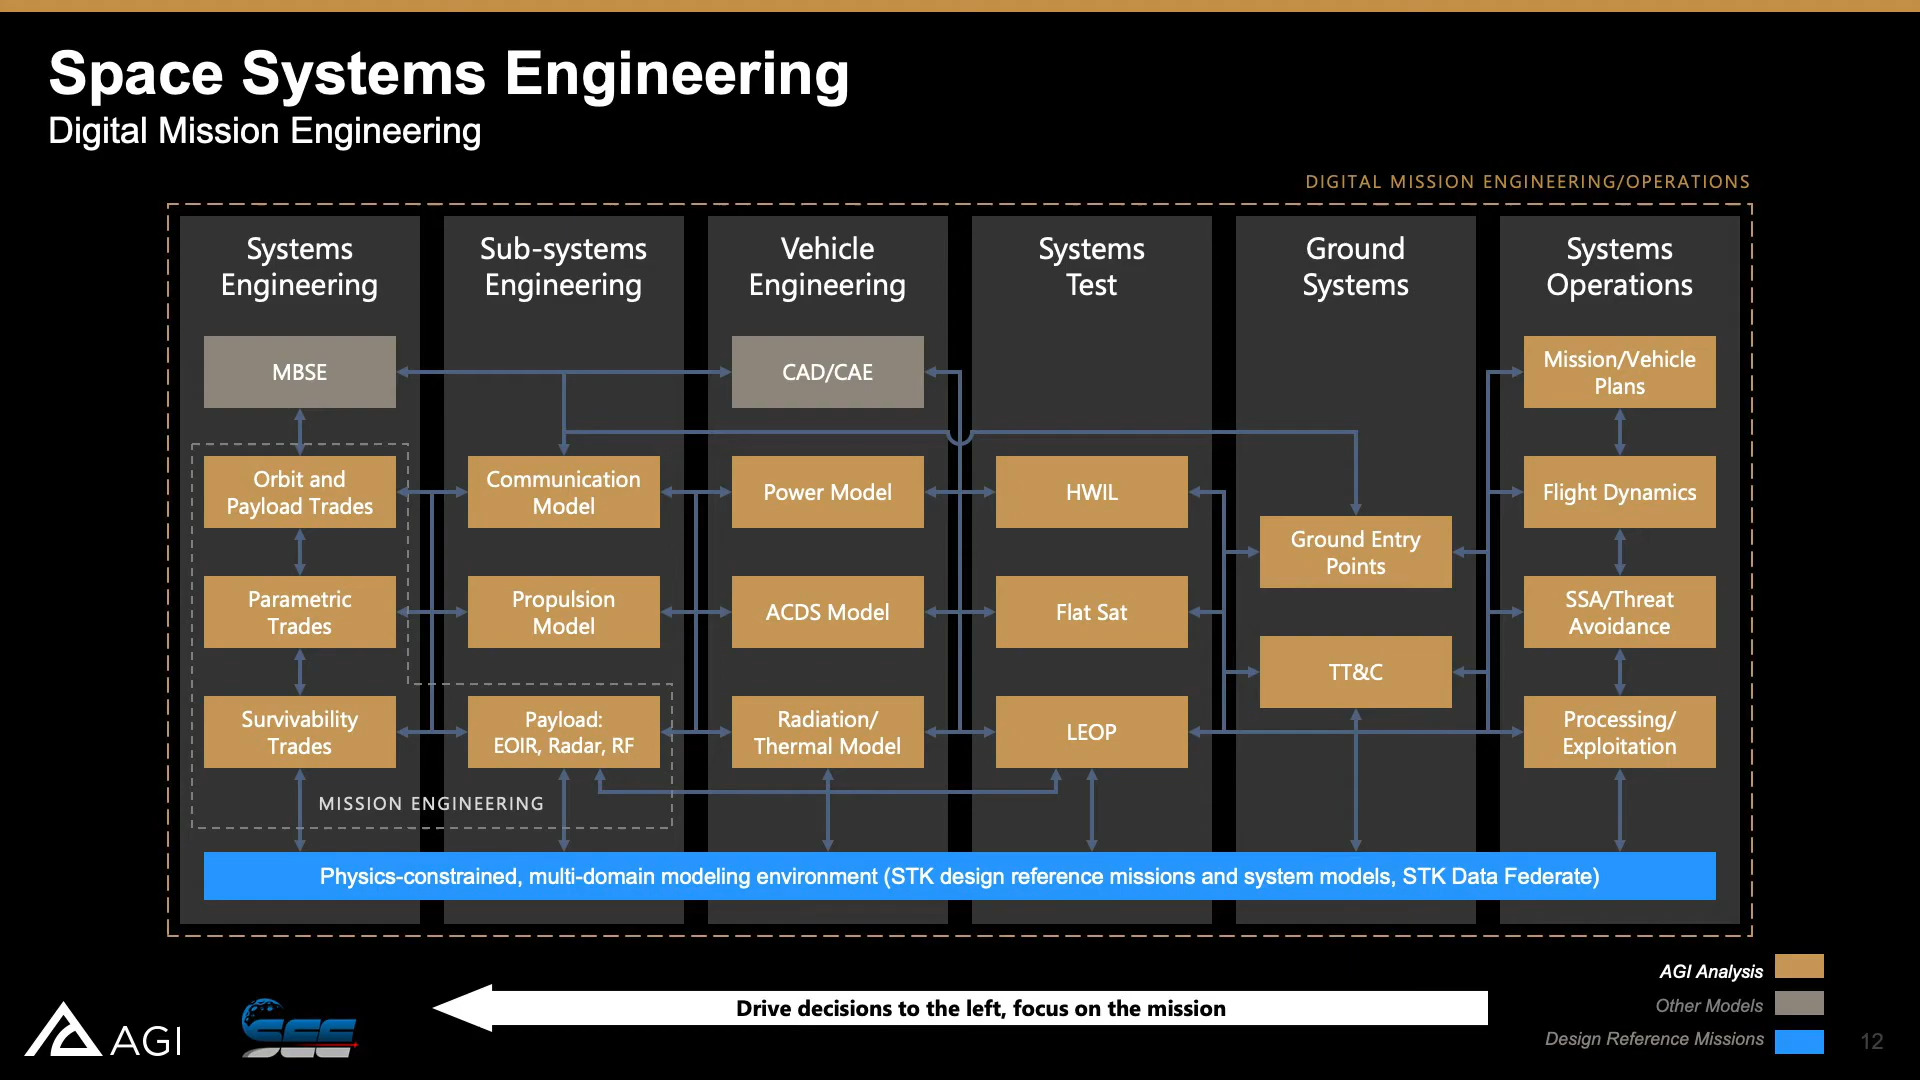 Space Systems Engineering
Digital Mission Engineering
DIGITAL MISSION ENGINEERING/OPERATIONS
Systems
Engineering
Sub-systems
Engineering
Vehicle
Engineering
Systems
Test
Ground
Systems
Systems
Operations
MBSE
CAD/CAE
Mission/Vehicle
Plans
Orbit and
Payload Trades
Communication
Model
Power Model
HWIL
Flight Dynamics
Ground Entry
Points
Parametric
Trades
Propulsion
Model
ACDS Model
Flat Sat
SSA/Threat
Avoidance
TT&C
Survivability
Trades
Payload:
EOIR, Radar, RF
Radiation/
Thermal Model
LEOP
Processing/
Exploitation
MISSION ENGINEERING
Physics-constrained, multi-domain modeling environment (STK design reference missions and system models, STK Data Federate)
Drive decisions to the left, focus on the mission
AGI Analysis
Other Models
Design Reference Missions
AGI
SEE
12